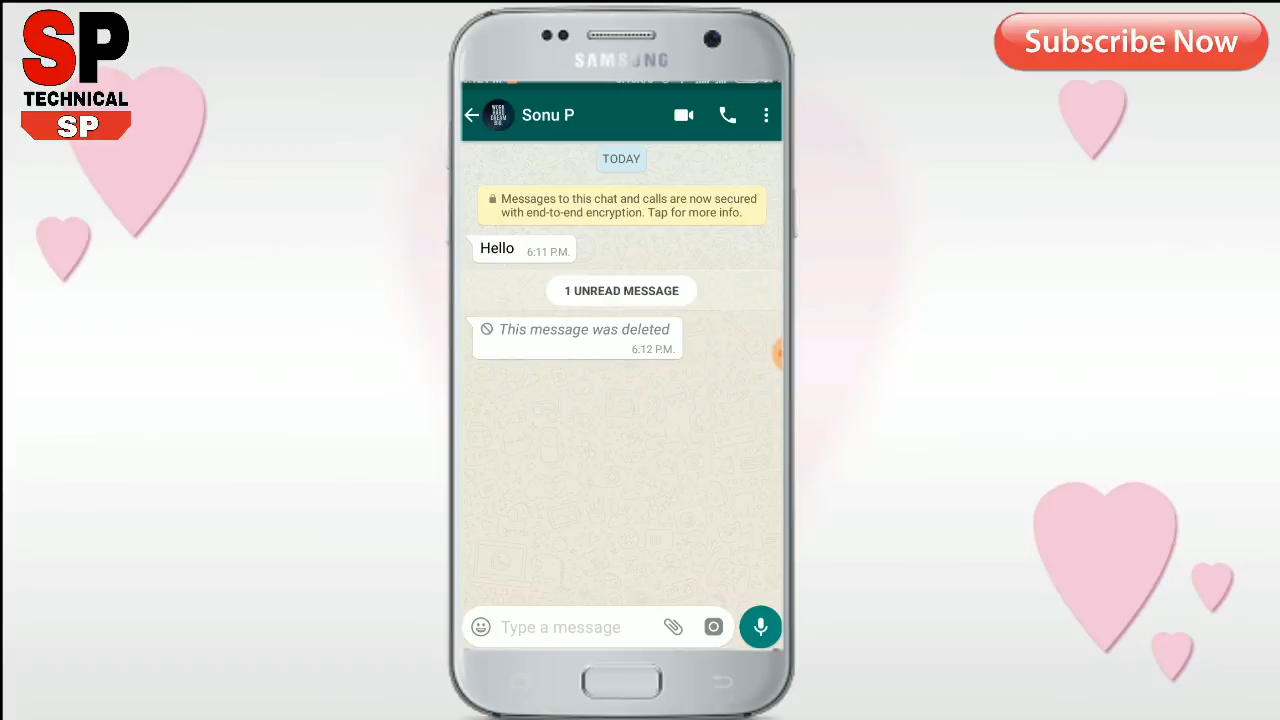 SP
TECHNICAL
SP
Subscribe Now
SAMSUNG
Sonu P
TODAY
Messages to this chat and calls are now secured
with end-to-end encryption. Tap for more info.
Hello 6:11 P.M.
1 UNREAD MESSAGE
This message was deleted
6:12 P.M.
Type a message